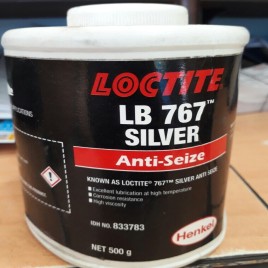 LOCTITE
LB 767™
SILVER
Anti-Seize
KNOWN AS LOCTITE® 767™ SILVER ANTI SEIZE
Excellent lubrication at high temperature
Corrosion resistance
High viscosity
IDH NO. 833783
Henkel
NET 500 g